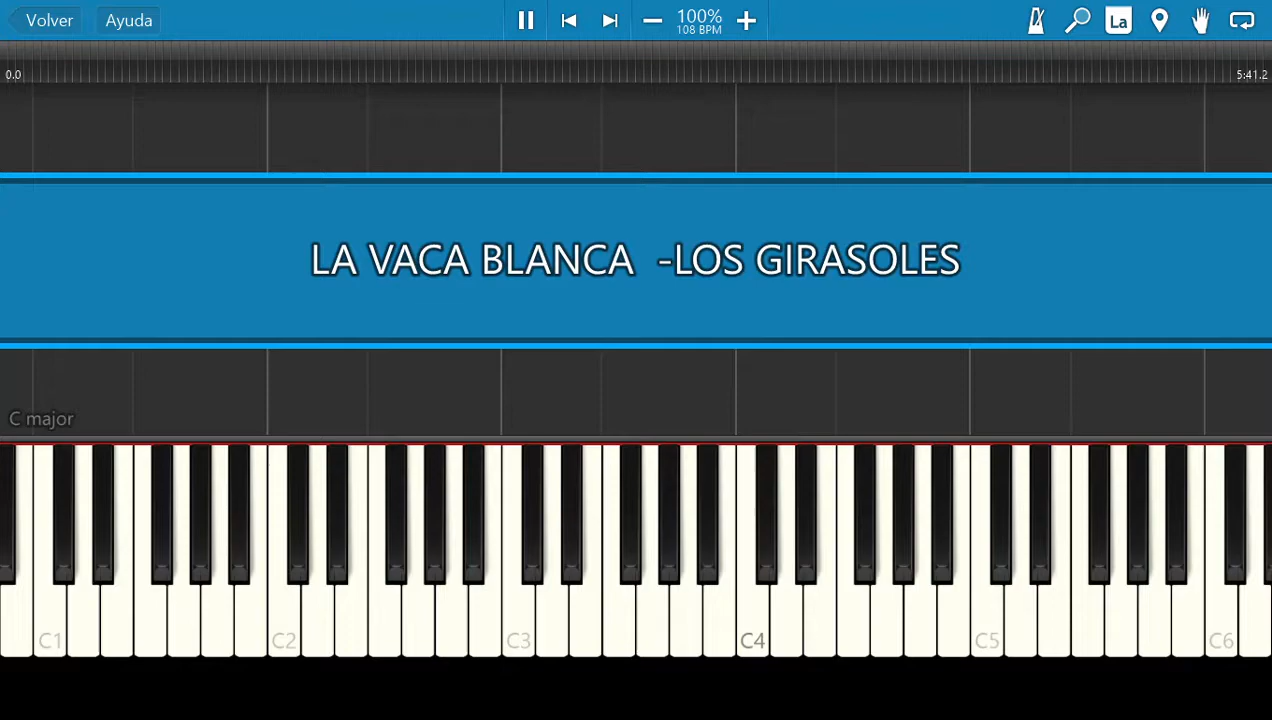 Volver Ayuda 100% La
108 BPM
0.0 5:41.2
LA VACA BLANCA -LOS GIRASOLES
C major
C1 C2 C3 C4 C5 C6